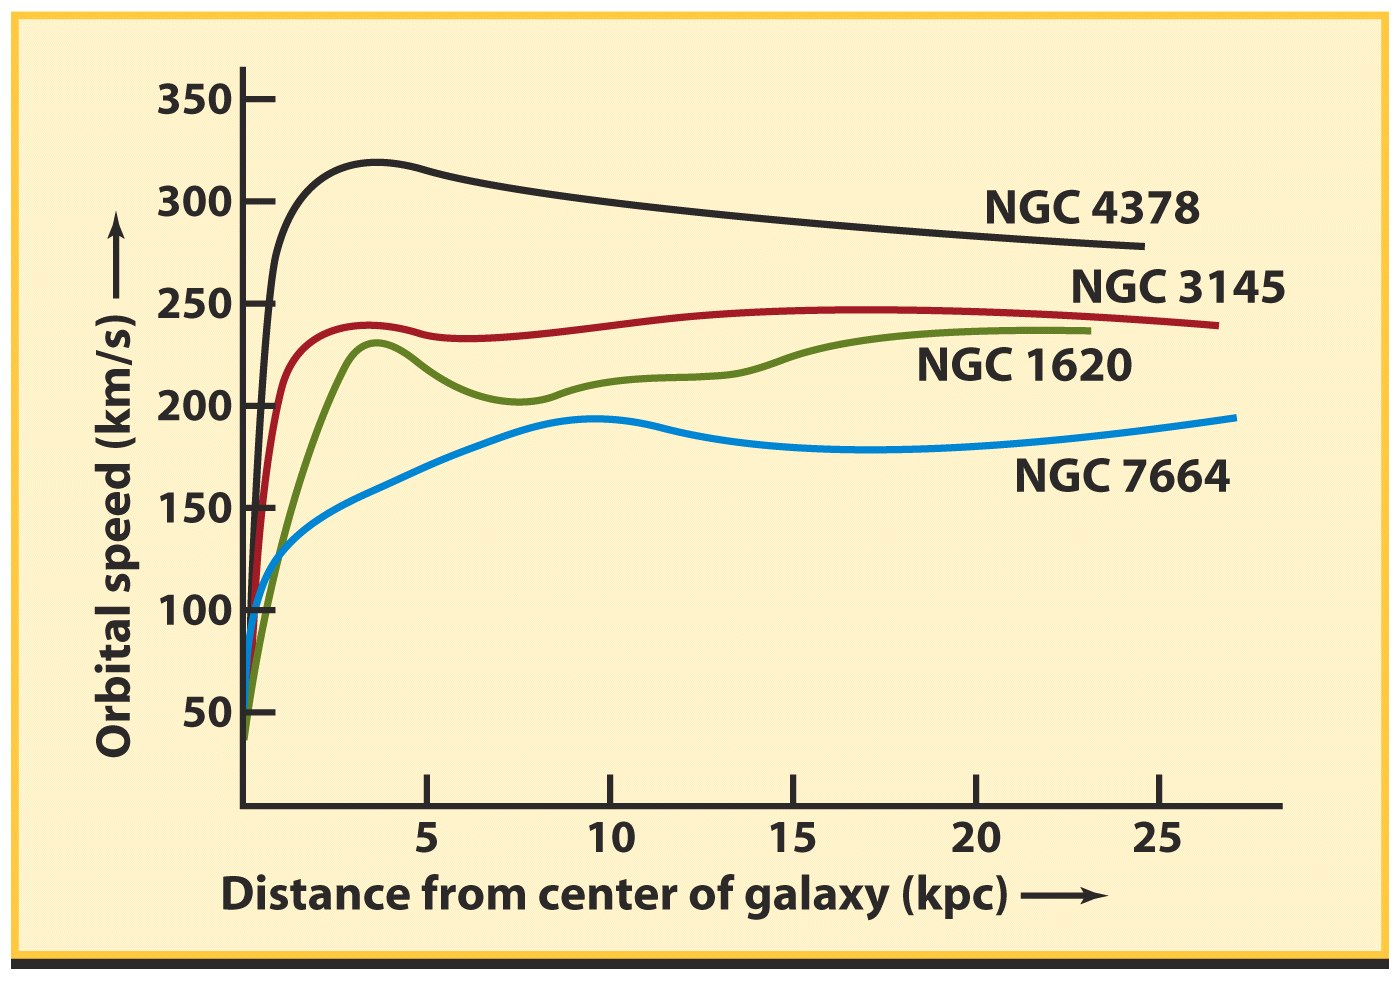 Orbital speed (km/s)
350
300
250
200
150
100
50
NGC 4378
NGC 3145
NGC 1620
NGC 7664
5 10 15 20 25
Distance from center of galaxy (kpc)